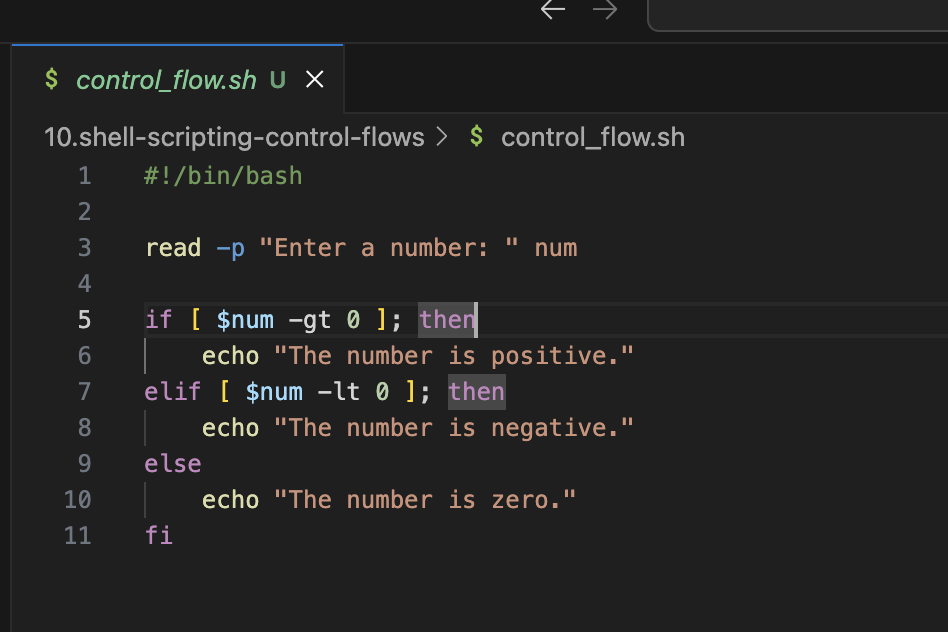 $ control_flow.sh U ×
10.shell-scripting-control-flows > $ control_flow.sh
1 #!/bin/bash
2
3 read -p "Enter a number: " num
4
5 if [ $num -gt 0 ]; then
6     echo "The number is positive."
7 elif [ $num -lt 0 ]; then
8     echo "The number is negative."
9 else
10     echo "The number is zero."
11 fi